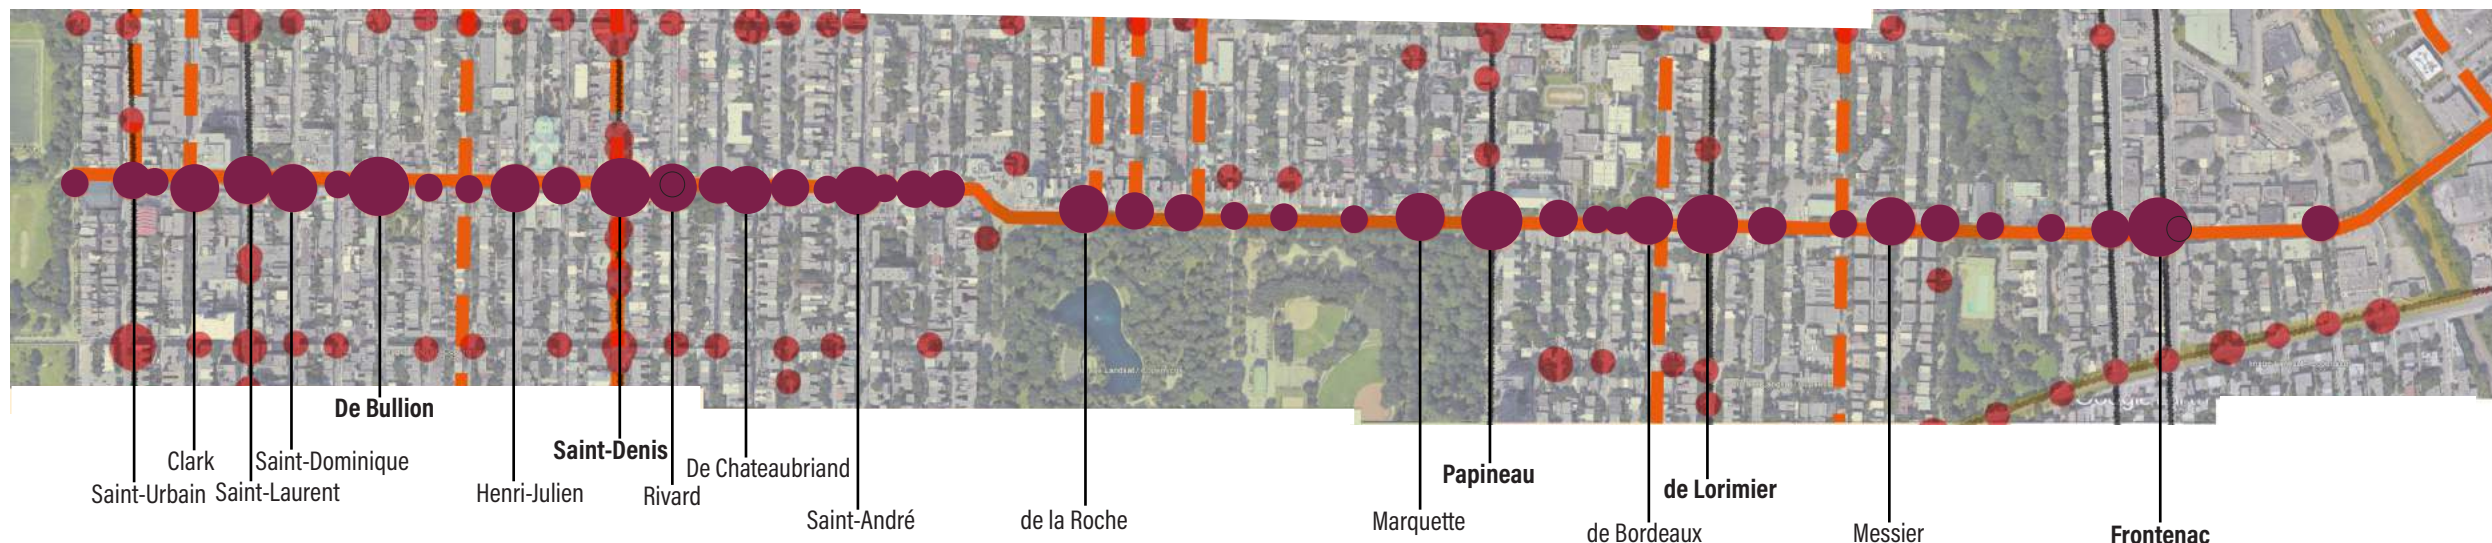 De Bullion
Saint-Denis
Clark
Saint-Dominique
De Chateaubriand
Papineau
de Lorimier
Saint-Urbain
Saint-Laurent
Henri-Julien
Rivard
Saint-André
de la Roche
Marquette
de Bordeaux
Messier
Frontenac